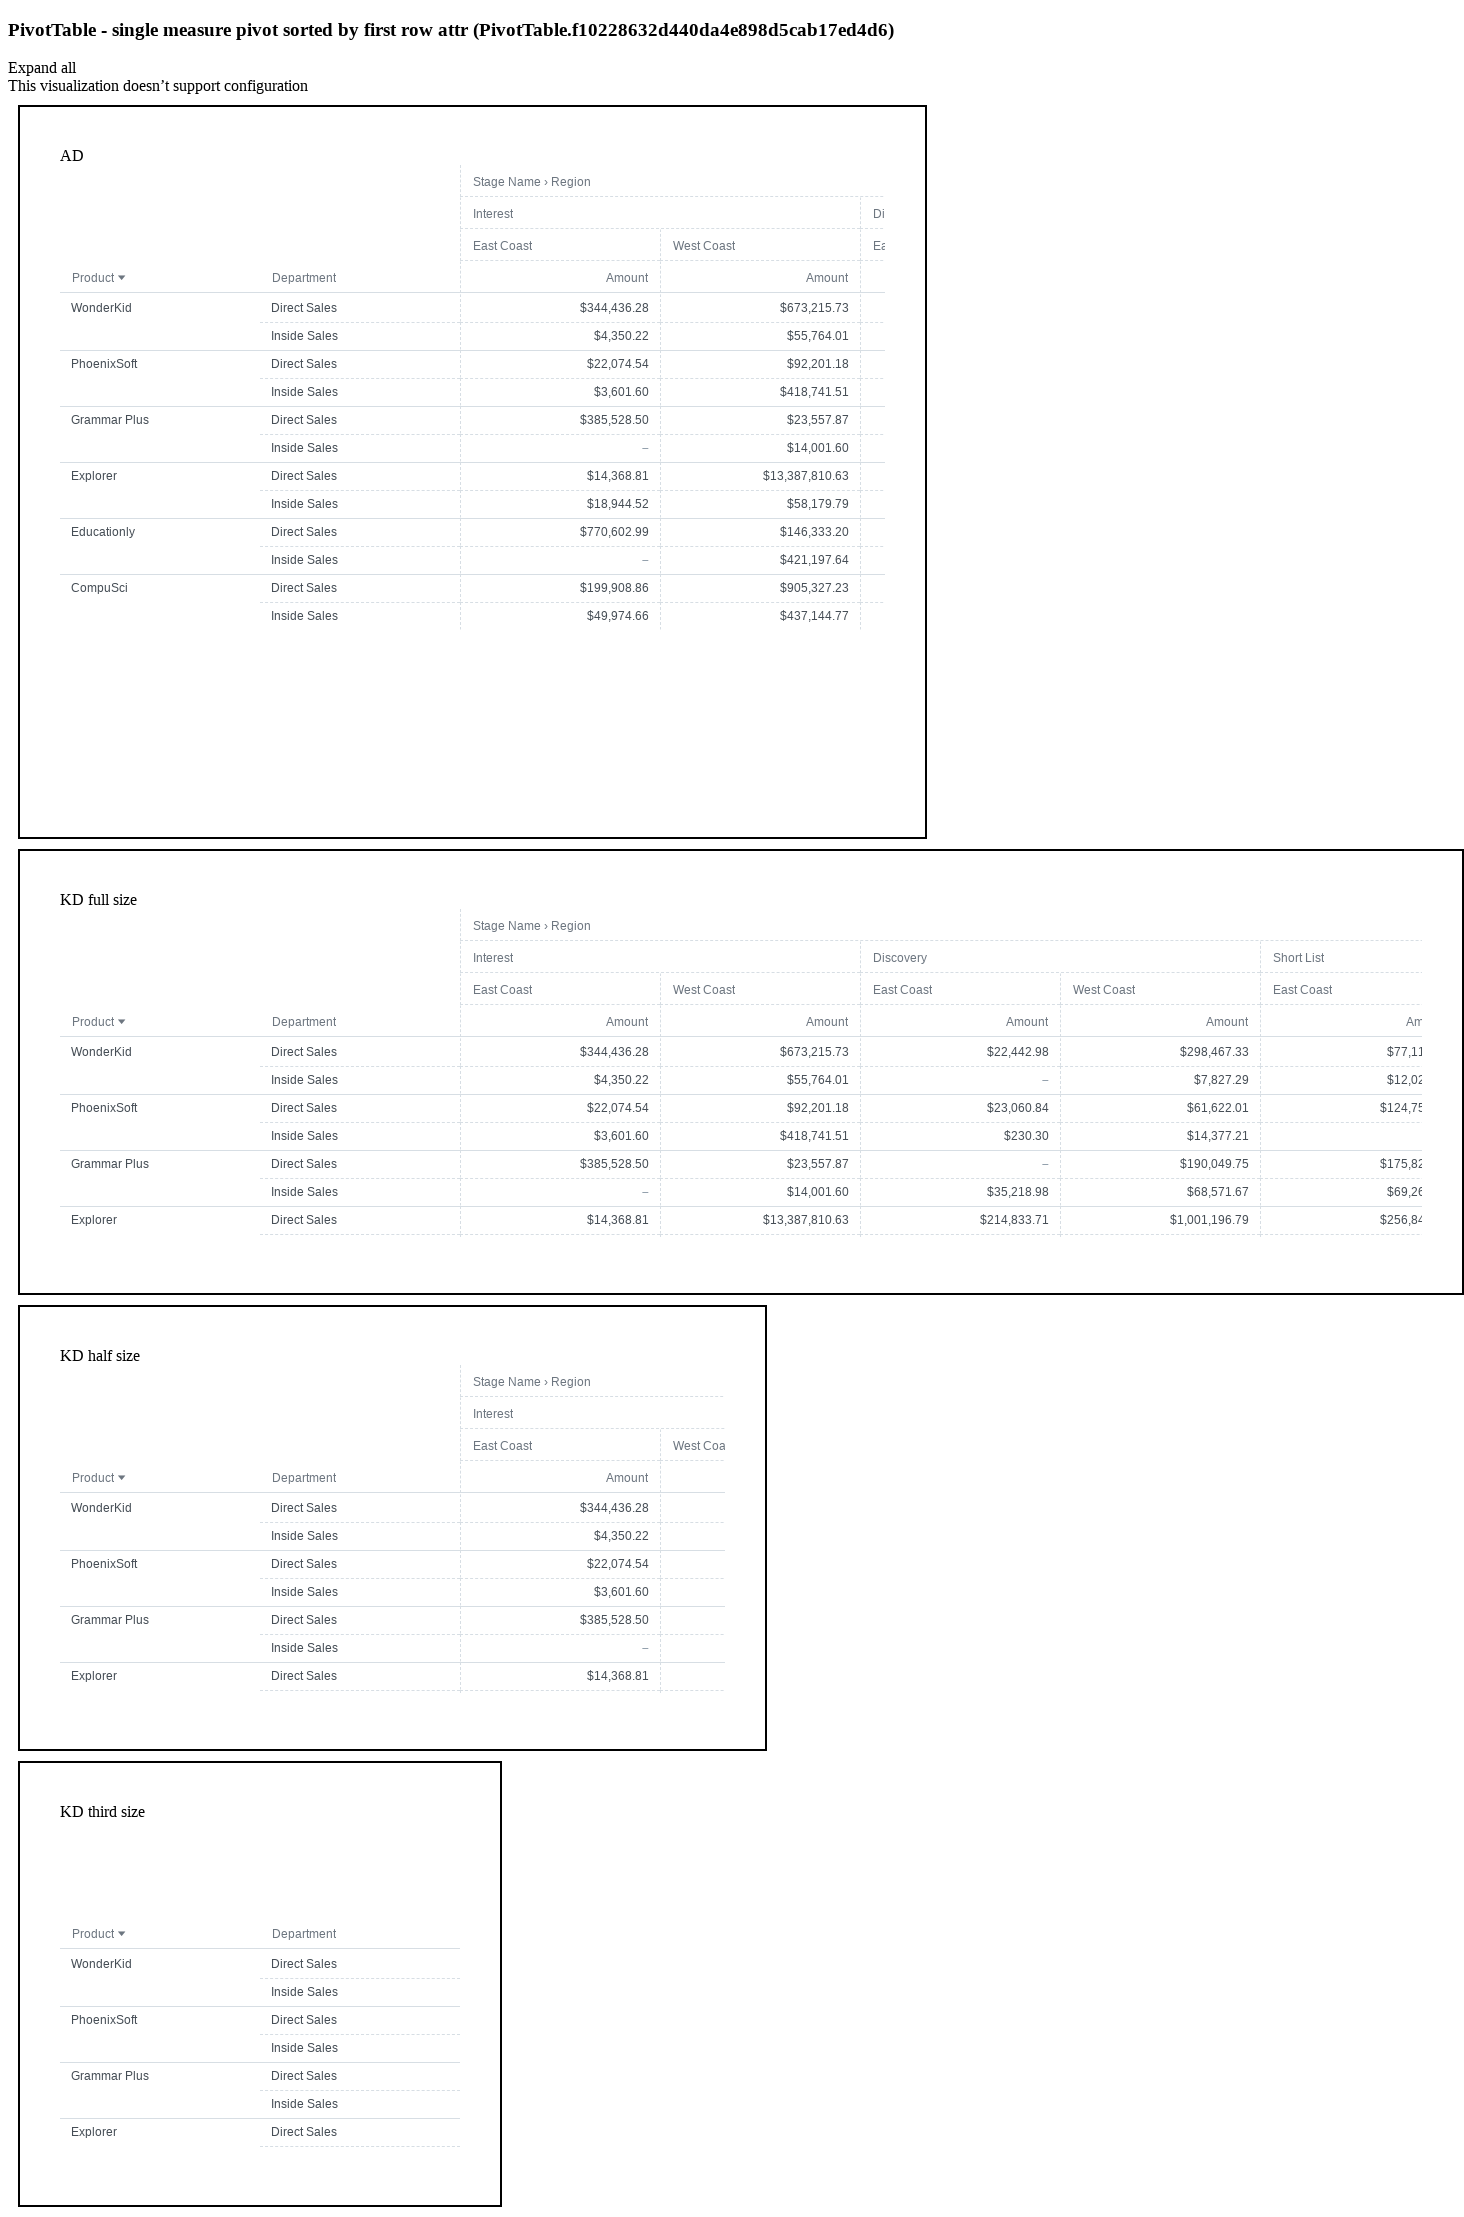 PivotTable - single measure pivot sorted by first row attr (PivotTable.f10228632d440da4e898d5cab17ed4d6)
Expand all
This visualization doesn’t support configuration
AD
Stage Name › Region
Interest Di
East Coast West Coast Ea
Product Department Amount Amount
WonderKid Direct Sales $344,436.28 $673,215.73
Inside Sales $4,350.22 $55,764.01
PhoenixSoft Direct Sales $22,074.54 $92,201.18
Inside Sales $3,601.60 $418,741.51
Grammar Plus Direct Sales $385,528.50 $23,557.87
Inside Sales – $14,001.60
Explorer Direct Sales $14,368.81 $13,387,810.63
Inside Sales $18,944.52 $58,179.79
Educationly Direct Sales $770,602.99 $146,333.20
Inside Sales – $421,197.64
CompuSci Direct Sales $199,908.86 $905,327.23
Inside Sales $49,974.66 $437,144.77
KD full size
Stage Name › Region
Interest Discovery Short List
East Coast West Coast East Coast West Coast East Coast
Product Department Amount Amount Amount Amount Am
WonderKid Direct Sales $344,436.28 $673,215.73 $22,442.98 $298,467.33 $77,11
Inside Sales $4,350.22 $55,764.01 – $7,827.29 $12,02
PhoenixSoft Direct Sales $22,074.54 $92,201.18 $23,060.84 $61,622.01 $124,75
Inside Sales $3,601.60 $418,741.51 $230.30 $14,377.21
Grammar Plus Direct Sales $385,528.50 $23,557.87 – $190,049.75 $175,82
Inside Sales – $14,001.60 $35,218.98 $68,571.67 $69,26
Explorer Direct Sales $14,368.81 $13,387,810.63 $214,833.71 $1,001,196.79 $256,84
KD half size
Stage Name › Region
Interest
East Coast West Coa
Product Department Amount
WonderKid Direct Sales $344,436.28
Inside Sales $4,350.22
PhoenixSoft Direct Sales $22,074.54
Inside Sales $3,601.60
Grammar Plus Direct Sales $385,528.50
Inside Sales –
Explorer Direct Sales $14,368.81
KD third size
Product Department
WonderKid Direct Sales
Inside Sales
PhoenixSoft Direct Sales
Inside Sales
Grammar Plus Direct Sales
Inside Sales
Explorer Direct Sales